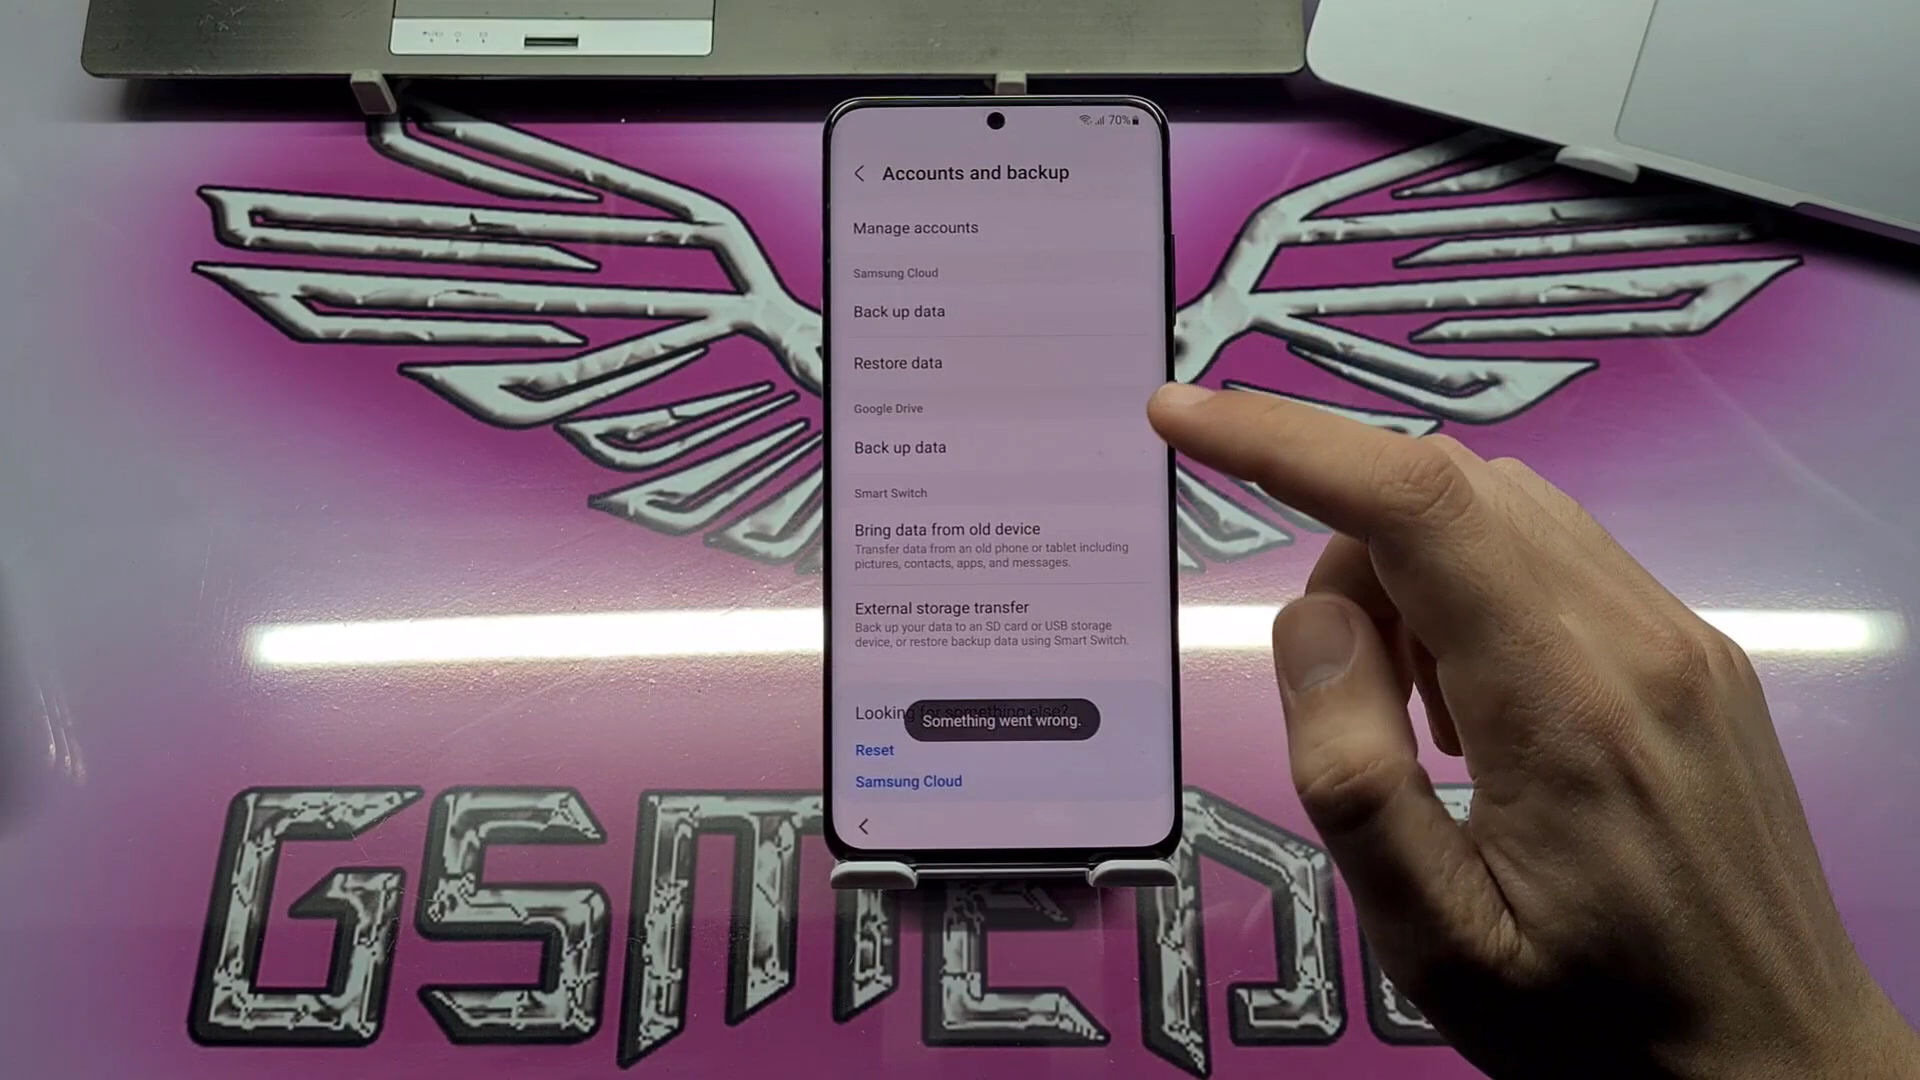 70%
Accounts and backup
Manage accounts
Samsung Cloud
Back up data
Restore data
Google Drive
Back up data
Smart Switch
Bring data from old device
Transfer data from an old phone or tablet including
pictures, contacts, apps, and messages.
External storage transfer
Back up your data to an SD card or USB storage
device, or restore backup data using Smart Switch.
Looking for something else?
Something went wrong.
Reset
Samsung Cloud